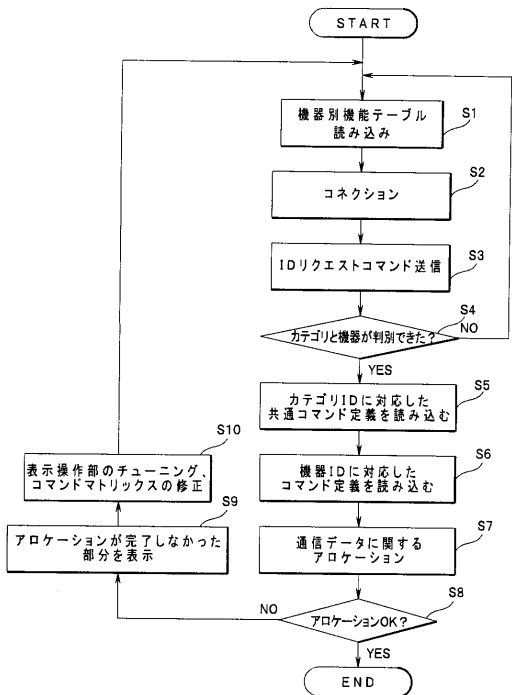 START
機器別機能テーブル
読み込み
S1
コネクション
S2
IDリクエストコマンド送信
S3
カテゴリと機器が判別できた?
S4
NO
YES
カテゴリIDに対応した
共通コマンド定義を読み込む
S5
機器IDに対応した
コマンド定義を読み込む
S6
通信データに関する
アロケーション
S7
アロケーションOK?
S8
NO
YES
アロケーションが完了しなかった
部分を表示
S9
表示操作部のチューニング、
コマンドマトリックスの修正
S10
END